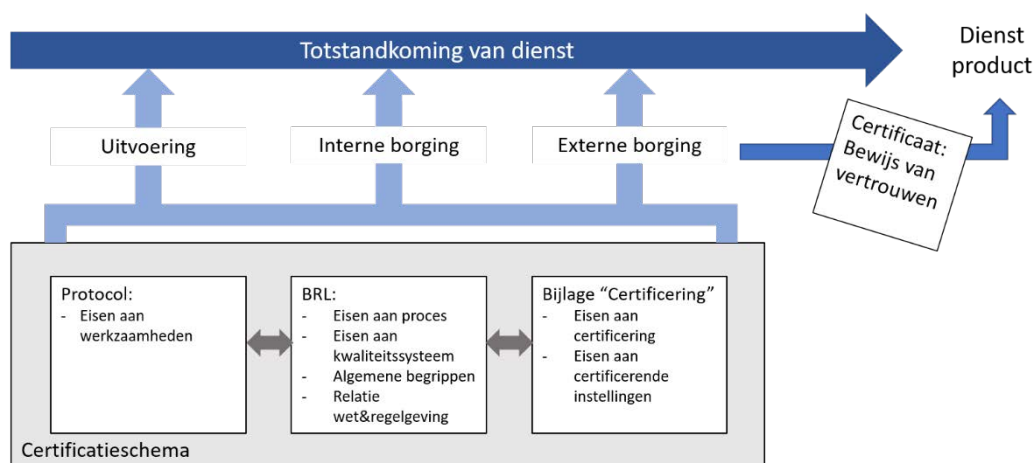 Totstandkoming van dienst
Dienst
product
Uitvoering
Interne borging
Externe borging
Certificaat:
Bewijs van
vertrouwen
Protocol:
- Eisen aan
werkzaamheden
BRL:
- Eisen aan proces
- Eisen aan
kwaliteitssysteem
- Algemene begrippen
- Relatie
wet&regelgeving
Bijlage “Certificering”
- Eisen aan
certificering
- Eisen aan
certificerende
instellingen
Certificatieschema